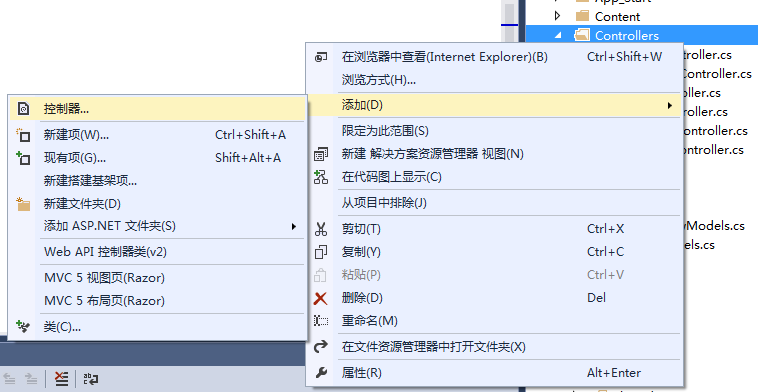 App_Start
Content
Controllers
在浏览器中查看(Internet Explorer)(B) Ctrl+Shift+W
浏览方式(H)...
添加(D)
限定为此范围(S)
新建 解决方案资源管理器 视图(N)
在代码图上显示(C)
从项目中排除(J)
剪切(T) Ctrl+X
复制(Y) Ctrl+C
粘贴(P) Ctrl+V
删除(D) Del
重命名(M)
在文件资源管理器中打开文件夹(X)
属性(R) Alt+Enter
控制器...
新建项(W)... Ctrl+Shift+A
现有项(G)... Shift+Alt+A
新建搭建基架项...
新建文件夹(D)
添加 ASP.NET 文件夹(S)
Web API 控制器类(v2)
MVC 5 视图页(Razor)
MVC 5 布局页(Razor)
类(C)...
troller.cs
Controller.cs
oller.cs
roller.cs
ontroller.cs
ntroller.cs
wModels.cs
dels.cs